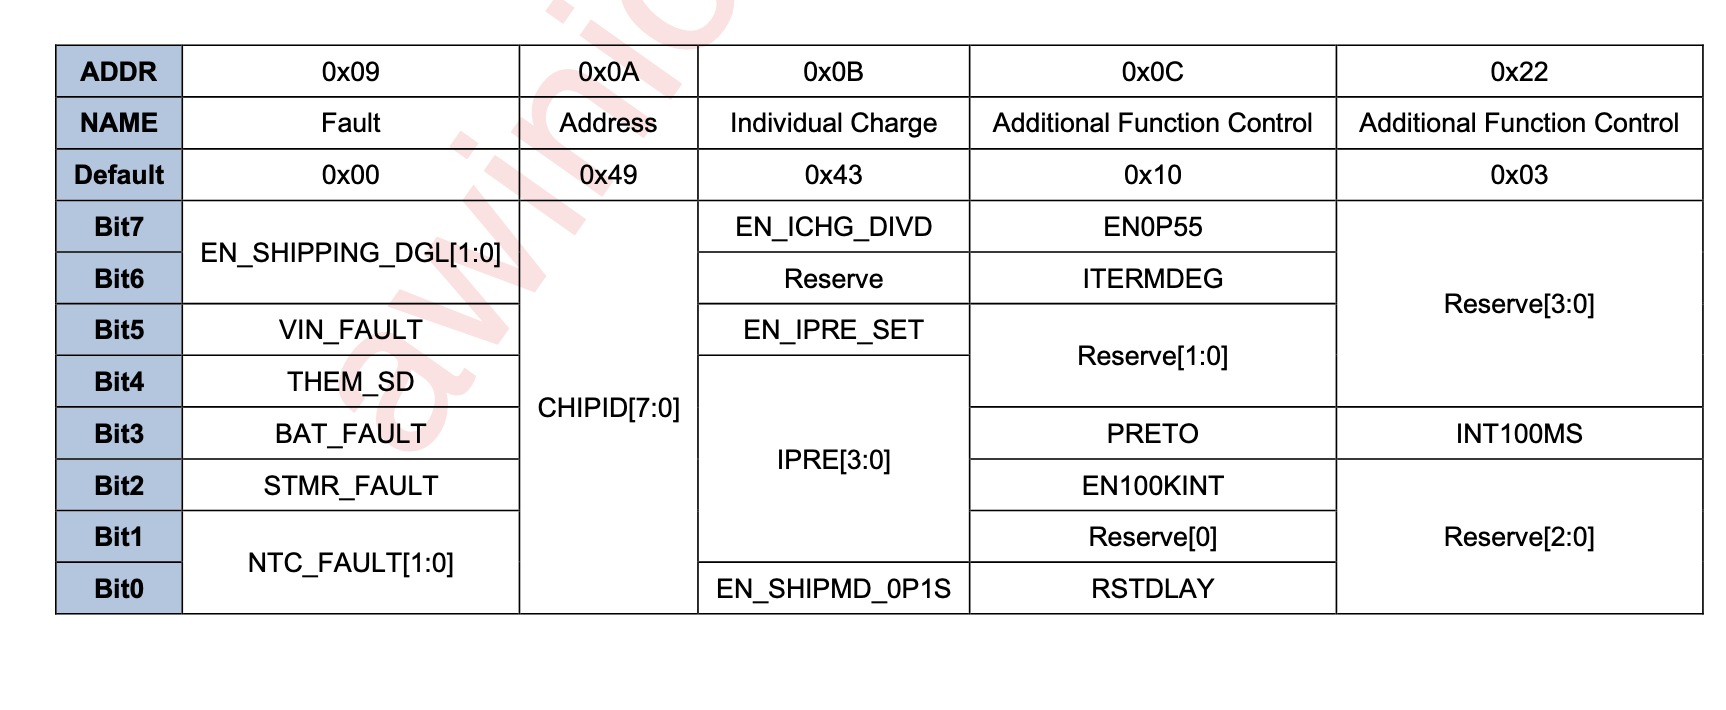 ADDR 0x09 0x0A 0x0B 0x0C 0x22
NAME Fault Address Individual Charge Additional Function Control Additional Function Control
Default 0x00 0x49 0x43 0x10 0x03
Bit7 EN_SHIPPING_DGL[1:0] CHIPID[7:0] EN_ICHG_DIVD EN0P55 Reserve[3:0]
Bit6 Reserve ITERMDEG
Bit5 VIN_FAULT EN_IPRE_SET Reserve[1:0]
Bit4 THEM_SD IPRE[3:0]
Bit3 BAT_FAULT PRETO INT100MS
Bit2 STMR_FAULT EN100KINT Reserve[2:0]
Bit1 NTC_FAULT[1:0] Reserve[0]
Bit0 EN_SHIPMD_0P1S RSTDLAY
awinic